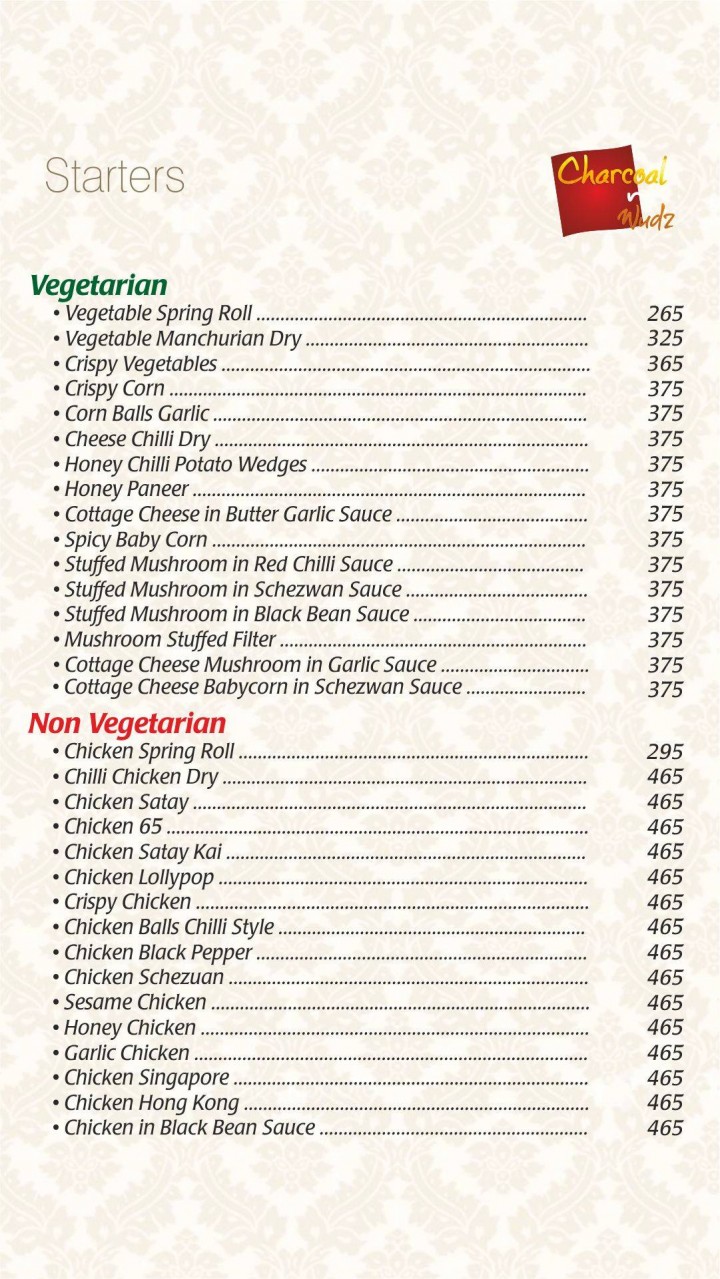 Starters
Charcoal
n
Wudz
Vegetarian
• Vegetable Spring Roll ........ 265
• Vegetable Manchurian Dry ........ 325
• Crispy Vegetables ........ 365
• Crispy Corn ........ 375
• Corn Balls Garlic ........ 375
• Cheese Chilli Dry ........ 375
• Honey Chilli Potato Wedges ........ 375
• Honey Paneer ........ 375
• Cottage Cheese in Butter Garlic Sauce ........ 375
• Spicy Baby Corn ........ 375
• Stuffed Mushroom in Red Chilli Sauce ........ 375
• Stuffed Mushroom in Schezwan Sauce ........ 375
• Stuffed Mushroom in Black Bean Sauce ........ 375
• Mushroom Stuffed Filter ........ 375
• Cottage Cheese Mushroom in Garlic Sauce ........ 375
• Cottage Cheese Babycorn in Schezwan Sauce ........ 375
Non Vegetarian
• Chicken Spring Roll ........ 295
• Chilli Chicken Dry ........ 465
• Chicken Satay ........ 465
• Chicken 65 ........ 465
• Chicken Satay Kai ........ 465
• Chicken Lollypop ........ 465
• Crispy Chicken ........ 465
• Chicken Balls Chilli Style ........ 465
• Chicken Black Pepper ........ 465
• Chicken Schezuan ........ 465
• Sesame Chicken ........ 465
• Honey Chicken ........ 465
• Garlic Chicken ........ 465
• Chicken Singapore ........ 465
• Chicken Hong Kong ........ 465
• Chicken in Black Bean Sauce ........ 465